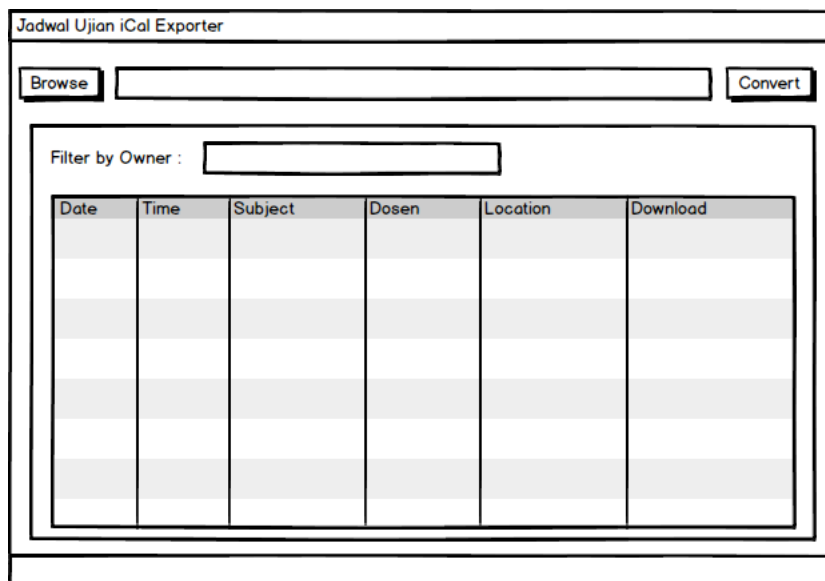 Jadwal Ujian iCal Exporter
Browse Convert
Filter by Owner :
Date Time Subject Dosen Location Download